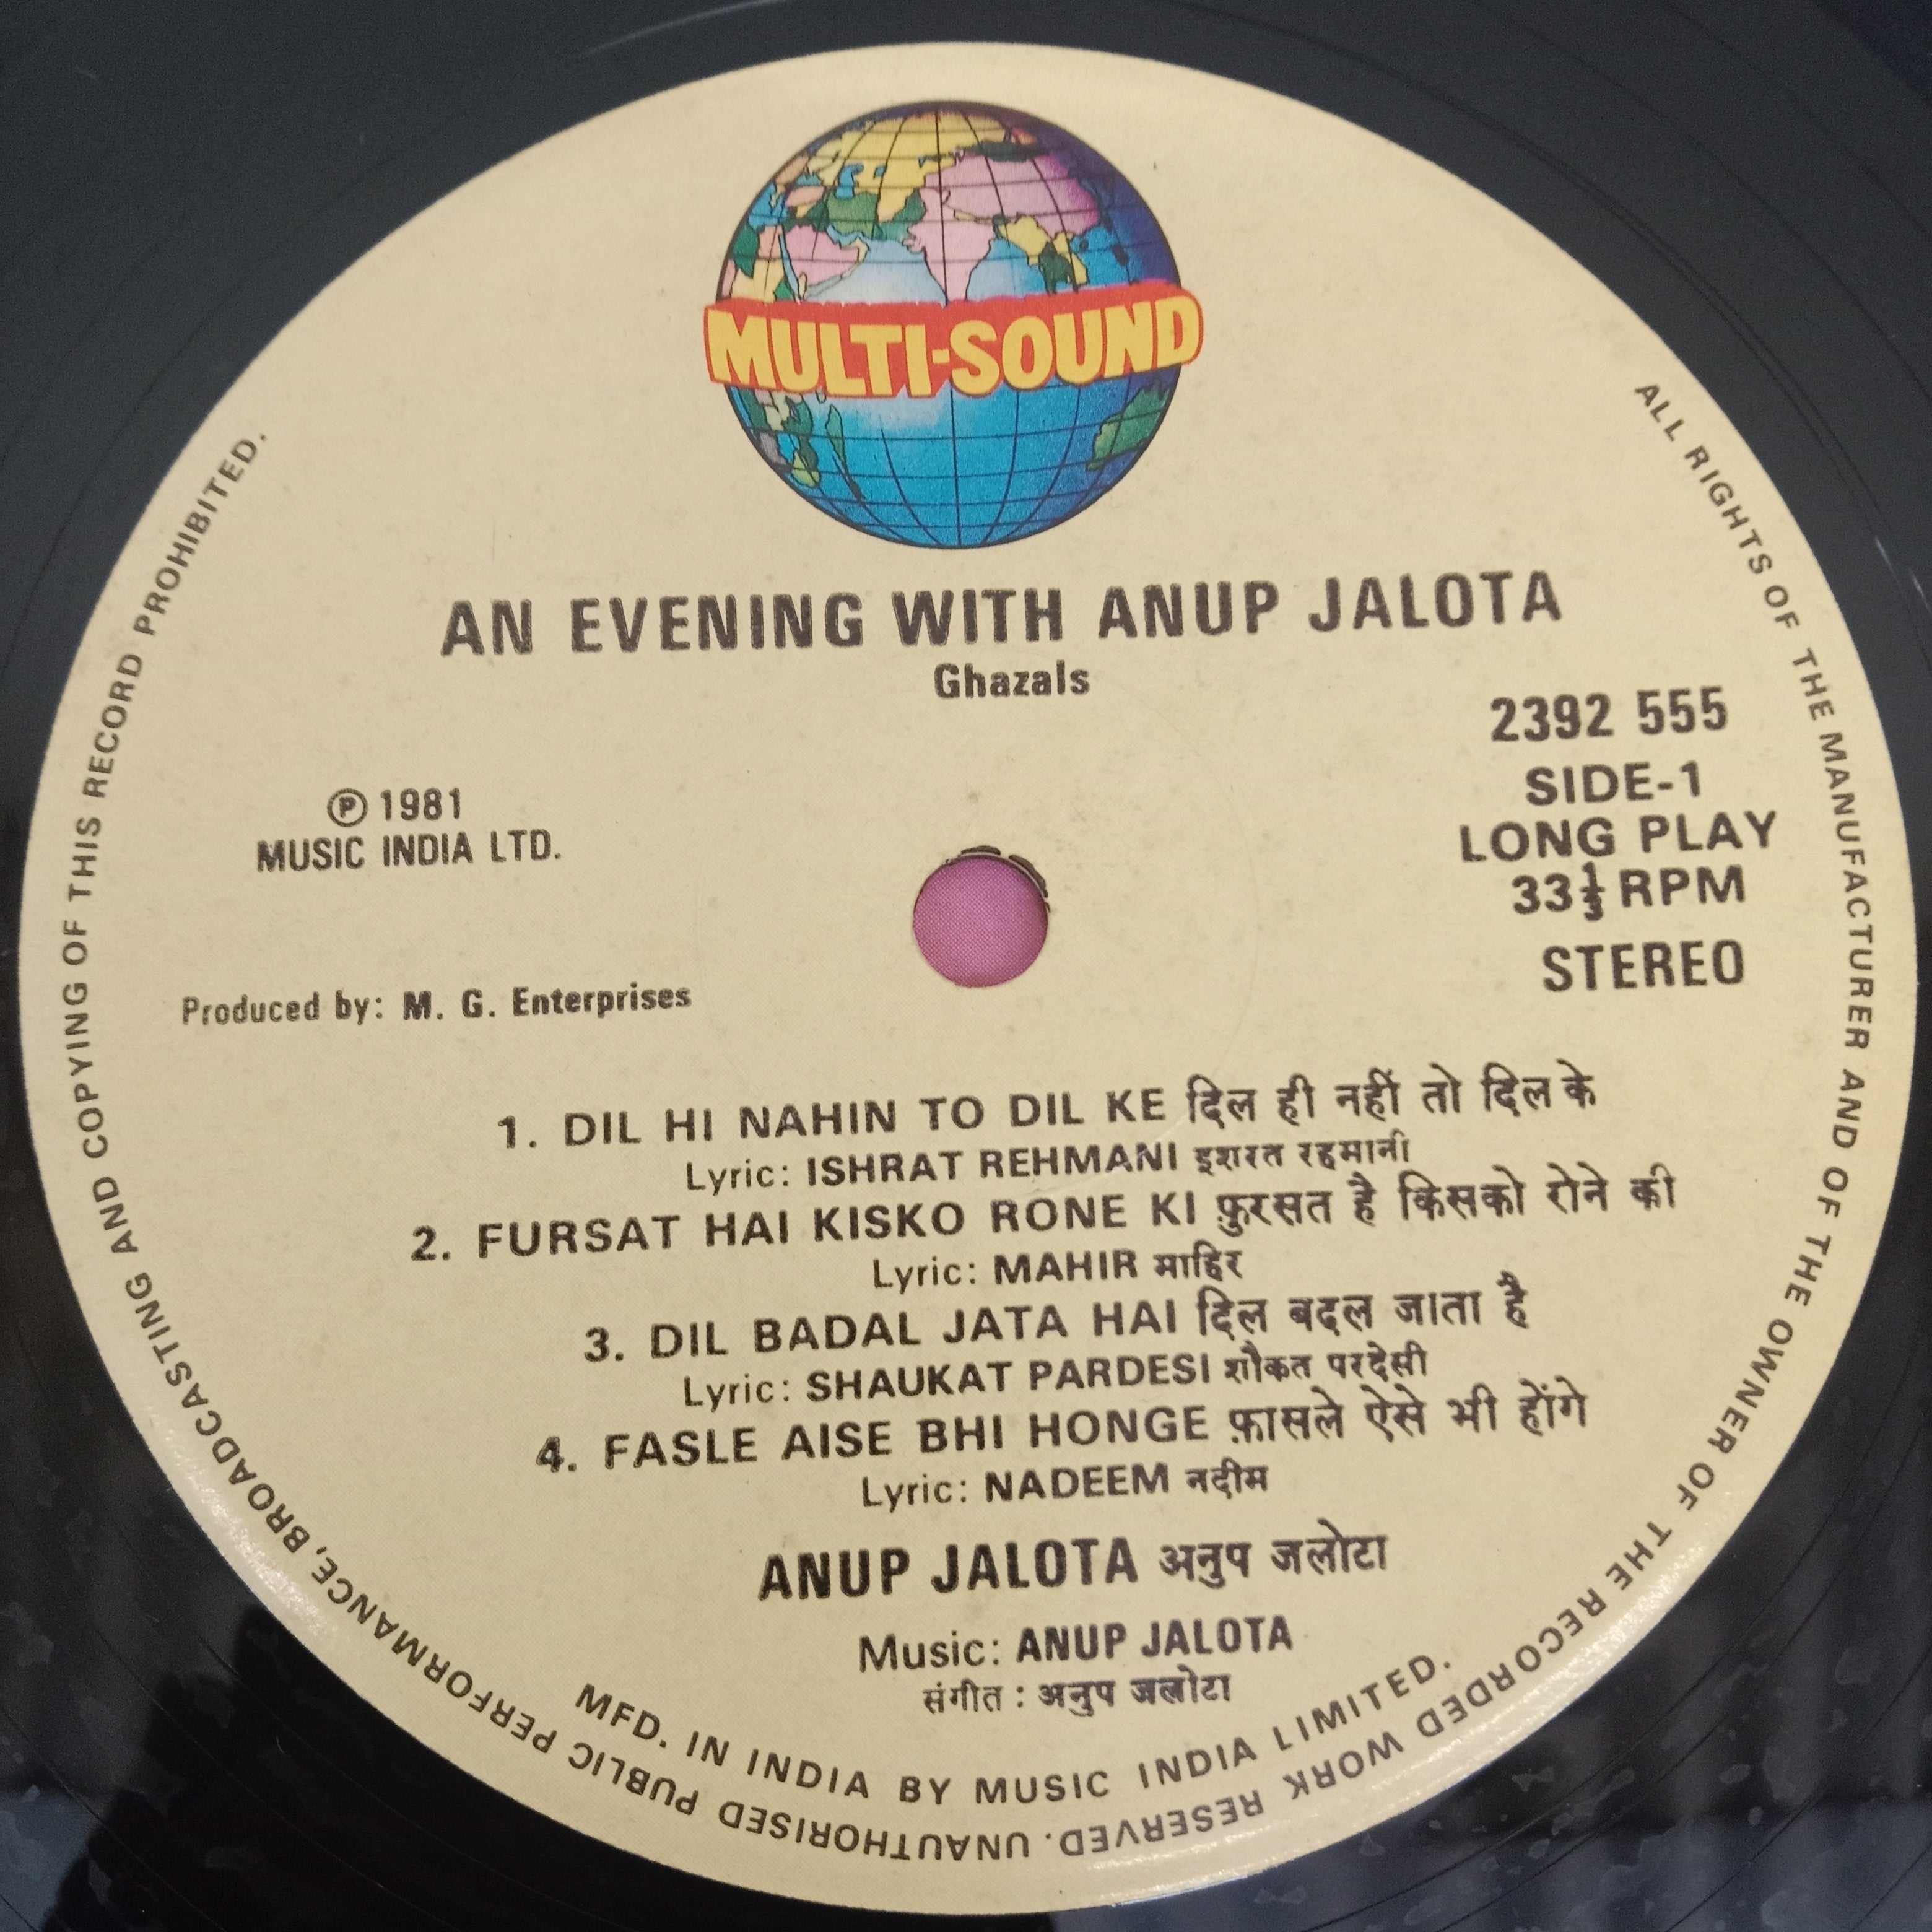 MULTI-SOUND
AN EVENING WITH ANUP JALOTA
Ghazals
2392 555
SIDE-1
LONG PLAY
33⅓ RPM
STEREO
Ⓟ 1981
MUSIC INDIA LTD.
Produced by: M. G. Enterprises
1. DIL HI NAHIN TO DIL KE दिल ही नहीं तो दिल के
Lyric: ISHRAT REHMANI इशरत रहमानी
2. FURSAT HAI KISKO RONE KI फ़ुरसत है किसको रोने की
Lyric: MAHIR माहिर
3. DIL BADAL JATA HAI दिल बदल जाता है
Lyric: SHAUKAT PARDESI शौकत परदेसी
4. FASLE AISE BHI HONGE फ़ासले ऐसे भी होंगे
Lyric: NADEEM नदीम
ANUP JALOTA अनुप जलोटा
Music: ANUP JALOTA
संगीत : अनुप जलोटा
MFD. IN INDIA BY MUSIC INDIA LIMITED.
ALL RIGHTS OF THE MANUFACTURER AND OF THE OWNER OF THE RECORDED WORK RESERVED. UNAUTHORISED PUBLIC PERFORMANCE, BROADCASTING AND COPYING OF THIS RECORD PROHIBITED.